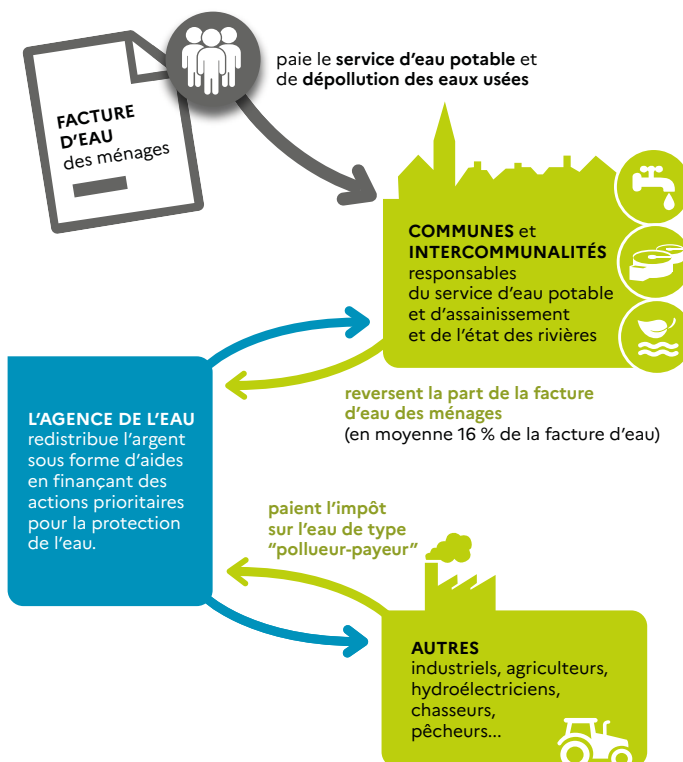 paie le service d'eau potable et
de dépollution des eaux usées
FACTURE
D'EAU
des ménages
COMMUNES et
INTERCOMMUNALITÉS
responsables
du service d'eau potable
et d'assainissement
et de l'état des rivières
reversent la part de la facture
d'eau des ménages
(en moyenne 16 % de la facture d'eau)
L'AGENCE DE L'EAU
redistribue l'argent
sous forme d'aides
en finançant des
actions prioritaires
pour la protection
de l'eau.
paient l'impôt
sur l'eau de type
“pollueur-payeur”
AUTRES
industriels, agriculteurs,
hydroélectriciens,
chasseurs,
pêcheurs...